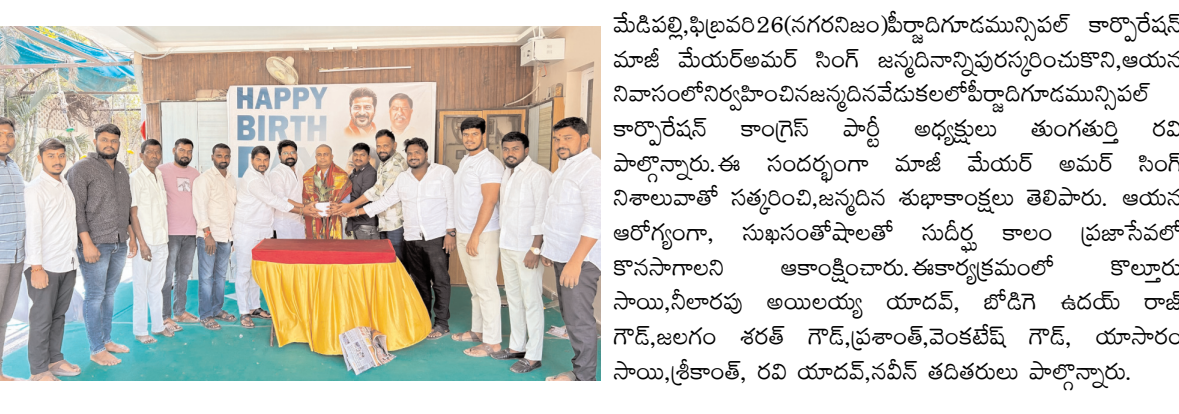 HAPPY
BIRTH
మేడిపల్లి,ఫిబ్రవరి26(నగరనిజం)పీర్జాదిగూడమున్సిపల్ కార్పొరేషన్
మాజీ మేయర్అమర్ సింగ్ జన్మదినాన్నిపురస్కరించుకొని,ఆయన
నివాసంలోనిర్వహించినజన్మదినవేడుకలలోపీర్జాదిగూడమున్సిపల్
కార్పొరేషన్ కాంగ్రెస్ పార్టీ అధ్యక్షులు తుంగతుర్తి రవి
పాల్గొన్నారు.ఈ సందర్భంగా మాజీ మేయర్ అమర్ సింగ్
నిశాలువాతో సత్కరించి,జన్మదిన శుభాకాంక్షలు తెలిపారు. ఆయన
ఆరోగ్యంగా, సుఖసంతోషాలతో సుదీర్ఘ కాలం ప్రజాసేవలో
కొనసాగాలని ఆకాంక్షించారు.ఈకార్యక్రమంలో కొల్తూరు
సాయి,నీలారపు అయిలయ్య యాదవ్, బోడిగె ఉదయ్ రాజ్
గౌడ్,జలగం శరత్ గౌడ్,ప్రశాంత్,వెంకటేష్ గౌడ్, యాసారం
సాయి,శ్రీకాంత్, రవి యాదవ్,నవీన్ తదితరులు పాల్గొన్నారు.